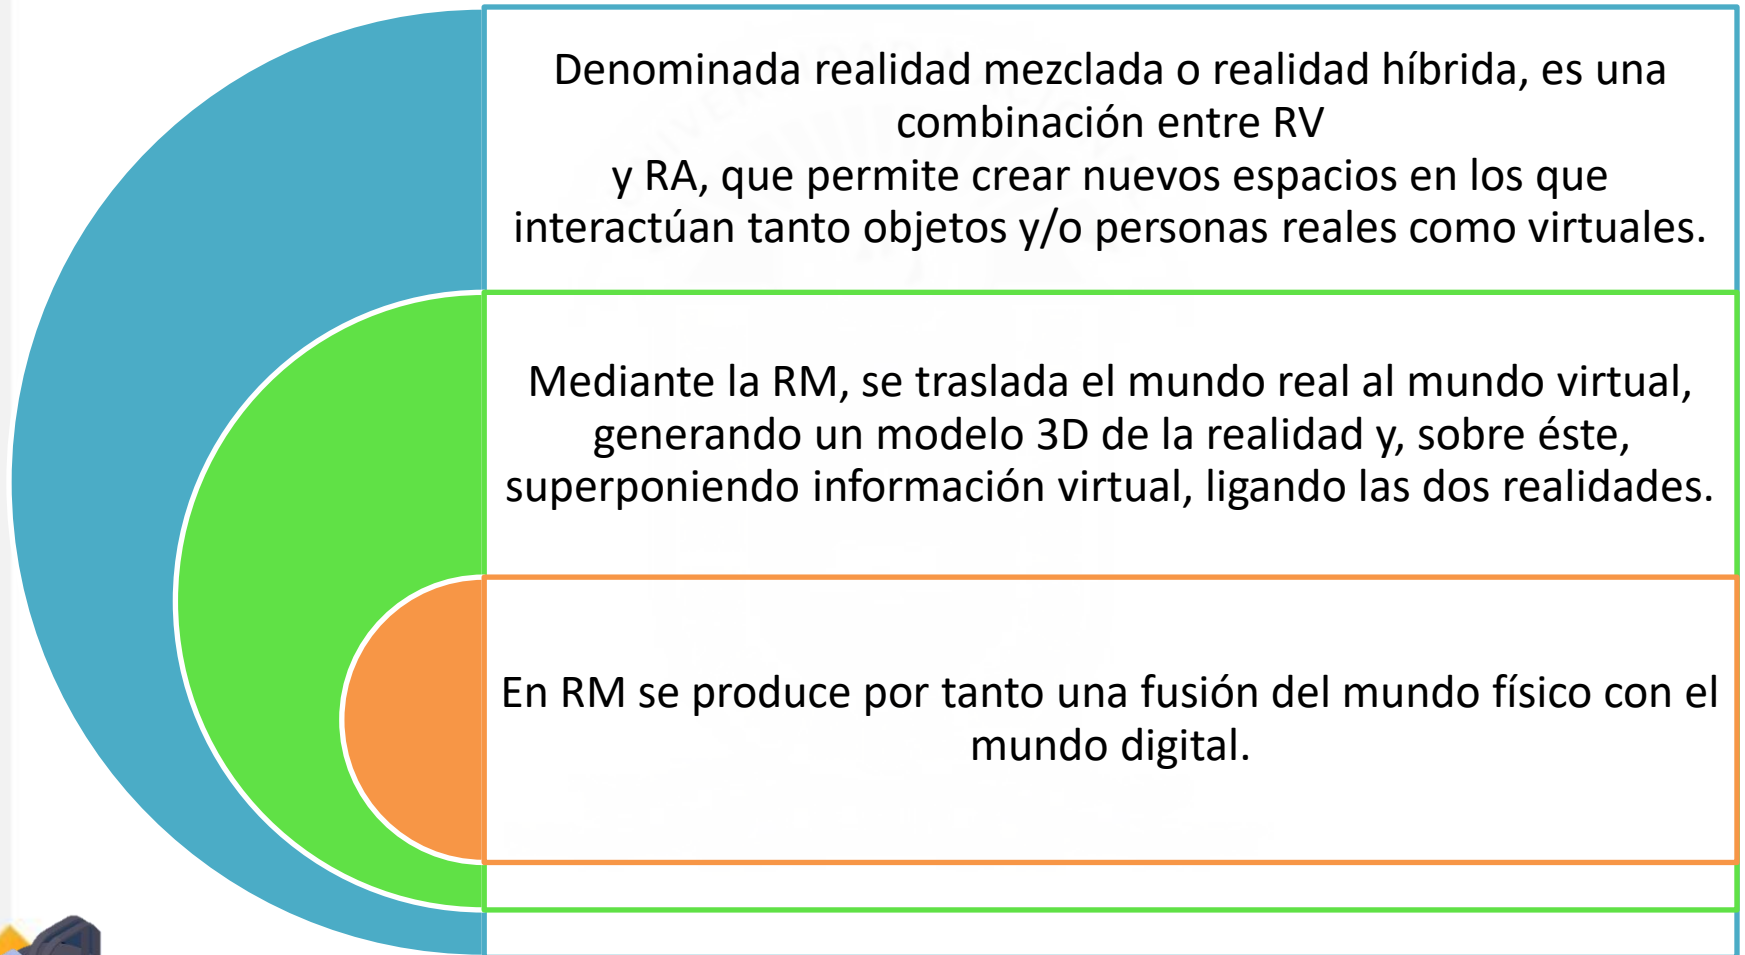 Denominada realidad mezclada o realidad híbrida, es una
combinación entre RV
y RA, que permite crear nuevos espacios en los que
interactúan tanto objetos y/o personas reales como virtuales.
Mediante la RM, se traslada el mundo real al mundo virtual,
generando un modelo 3D de la realidad y, sobre éste,
superponiendo información virtual, ligando las dos realidades.
En RM se produce por tanto una fusión del mundo físico con el
mundo digital.